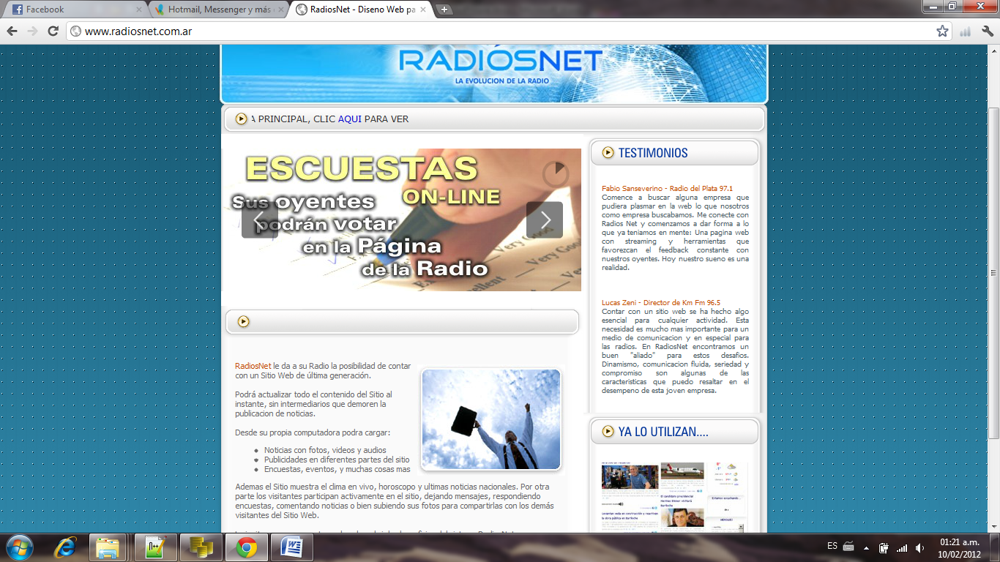 Facebook
Hotmail, Messenger y más
RadiosNet - Diseno Web pa
www.radiosnet.com.ar
RADIOSNET
LA EVOLUCION DE LA RADIO
A PRINCIPAL, CLIC AQUI PARA VER
ESCUESTAS
ON-LINE
Sus oyentes
podrán votar
en la Página
de la Radio
Very Good
RadiosNet le da a su Radio la posibilidad de contar
con un Sitio Web de última generación.
Podrá actualizar todo el contenido del Sitio al
instante, sin intermediarios que demoren la
publicacion de noticias.
Desde su propia computadora podra cargar:
Noticias con fotos, videos y audios
Publicidades en diferentes partes del sitio
Encuestas, eventos, y muchas cosas mas
Ademas el Sitio muestra el clima en vivo, horoscopo y ultimas noticias nacionales. Por otra
parte los visitantes participan activamente en el sitio, dejando mensajes, respondiendo
encuestas, comentando noticias o bien subiendo sus fotos para compartirlas con los demás
visitantes del Sitio Web.
TESTIMONIOS
Fabio Sanseverino - Radio del Plata 97.1
Comence a buscar alguna empresa que
pudiera plasmar en la web lo que nosotros
como empresa buscabamos. Me conecte con
Radios Net y comenzamos a dar forma a lo
que ya teniamos en mente: Una pagina web
con streaming y herramientas que
favorezcan el feedback constante con
nuestros oyentes. Hoy nuestro sueno es una
realidad.
Lucas Zeni - Director de Km Fm 96.5
Contar con un sitio web se ha hecho algo
esencial para cualquier actividad. Esta
necesidad es mucho mas importante para un
medio de comunicacion y en especial para
las radios. En RadiosNet encontramos un
buen "aliado" para estos desafios.
Dinamismo, comunicacion fluida, seriedad y
compromiso son algunas de las
caracteristicas que puedo resaltar en el
desempeno de esta joven empresa.
YA LO UTILIZAN....
ES
01:21 a.m.
10/02/2012